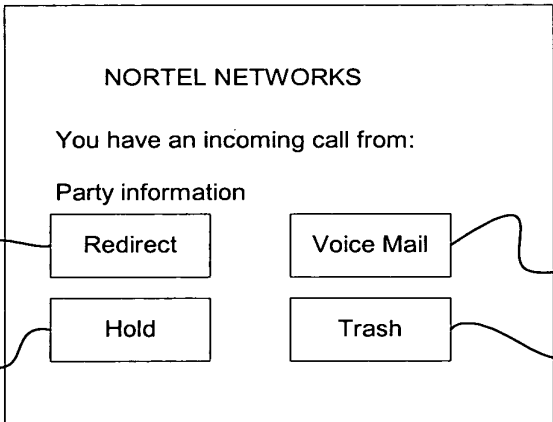 NORTEL NETWORKS
You have an incoming call from:
Party information
Redirect Voice Mail
Hold Trash